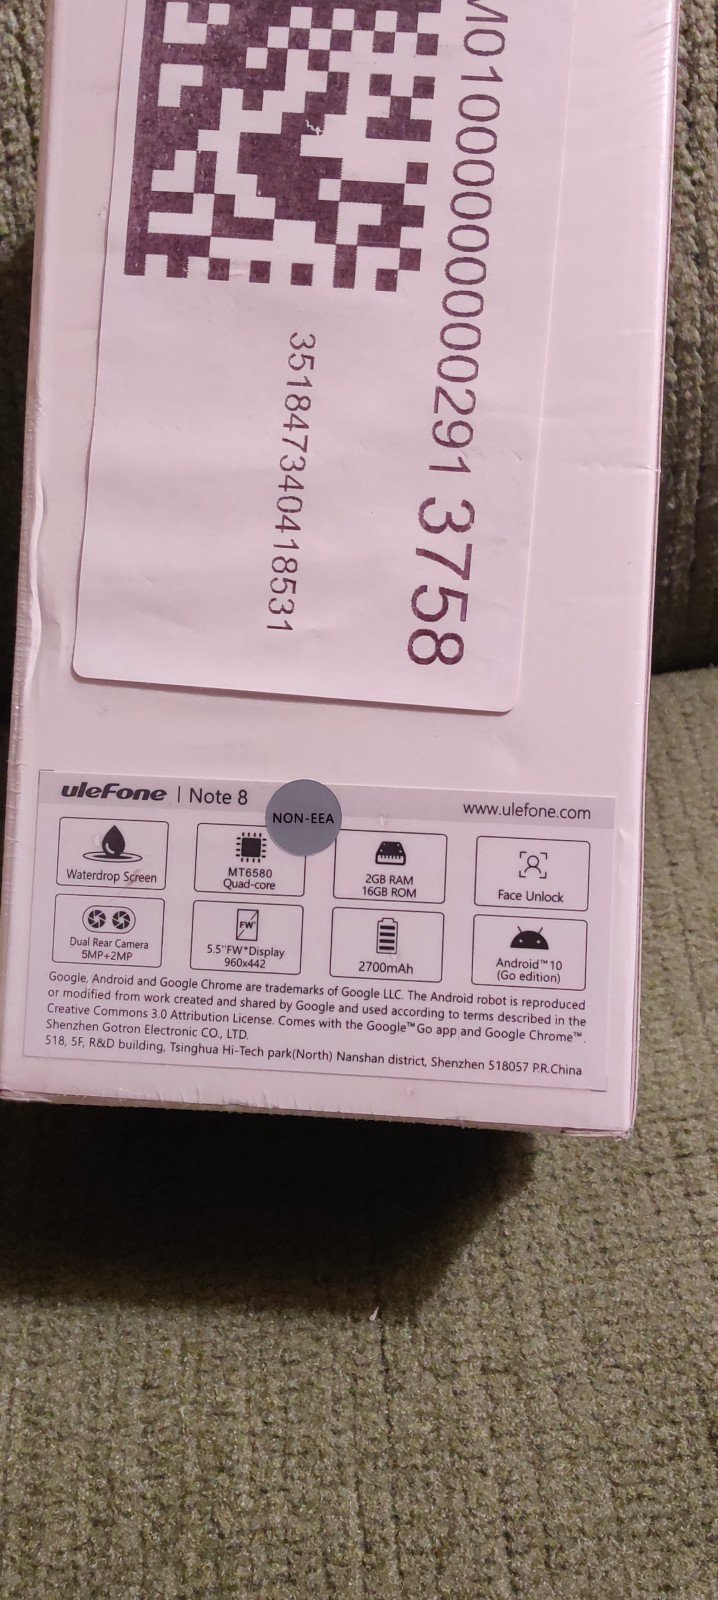 M01000000000291 3758
351847340418531
uleFone | Note 8
NON-EEA
www.ulefone.com
Waterdrop Screen
MT6580
Quad-core
2GB RAM
16GB ROM
Face Unlock
Dual Rear Camera
5MP+2MP
FW⁺
5.5"FW⁺Display
960x442
2700mAh
Android™ 10
(Go edition)
Google, Android and Google Chrome are trademarks of Google LLC. The Android robot is reproduced
or modified from work created and shared by Google and used according to terms described in the
Creative Commons 3.0 Attribution License. Comes with the Google™ Go app and Google Chrome™.
Shenzhen Gotron Electronic CO., LTD.
518, 5F, R&D building, Tsinghua Hi-Tech park(North) Nanshan district, Shenzhen 518057 P.R.China